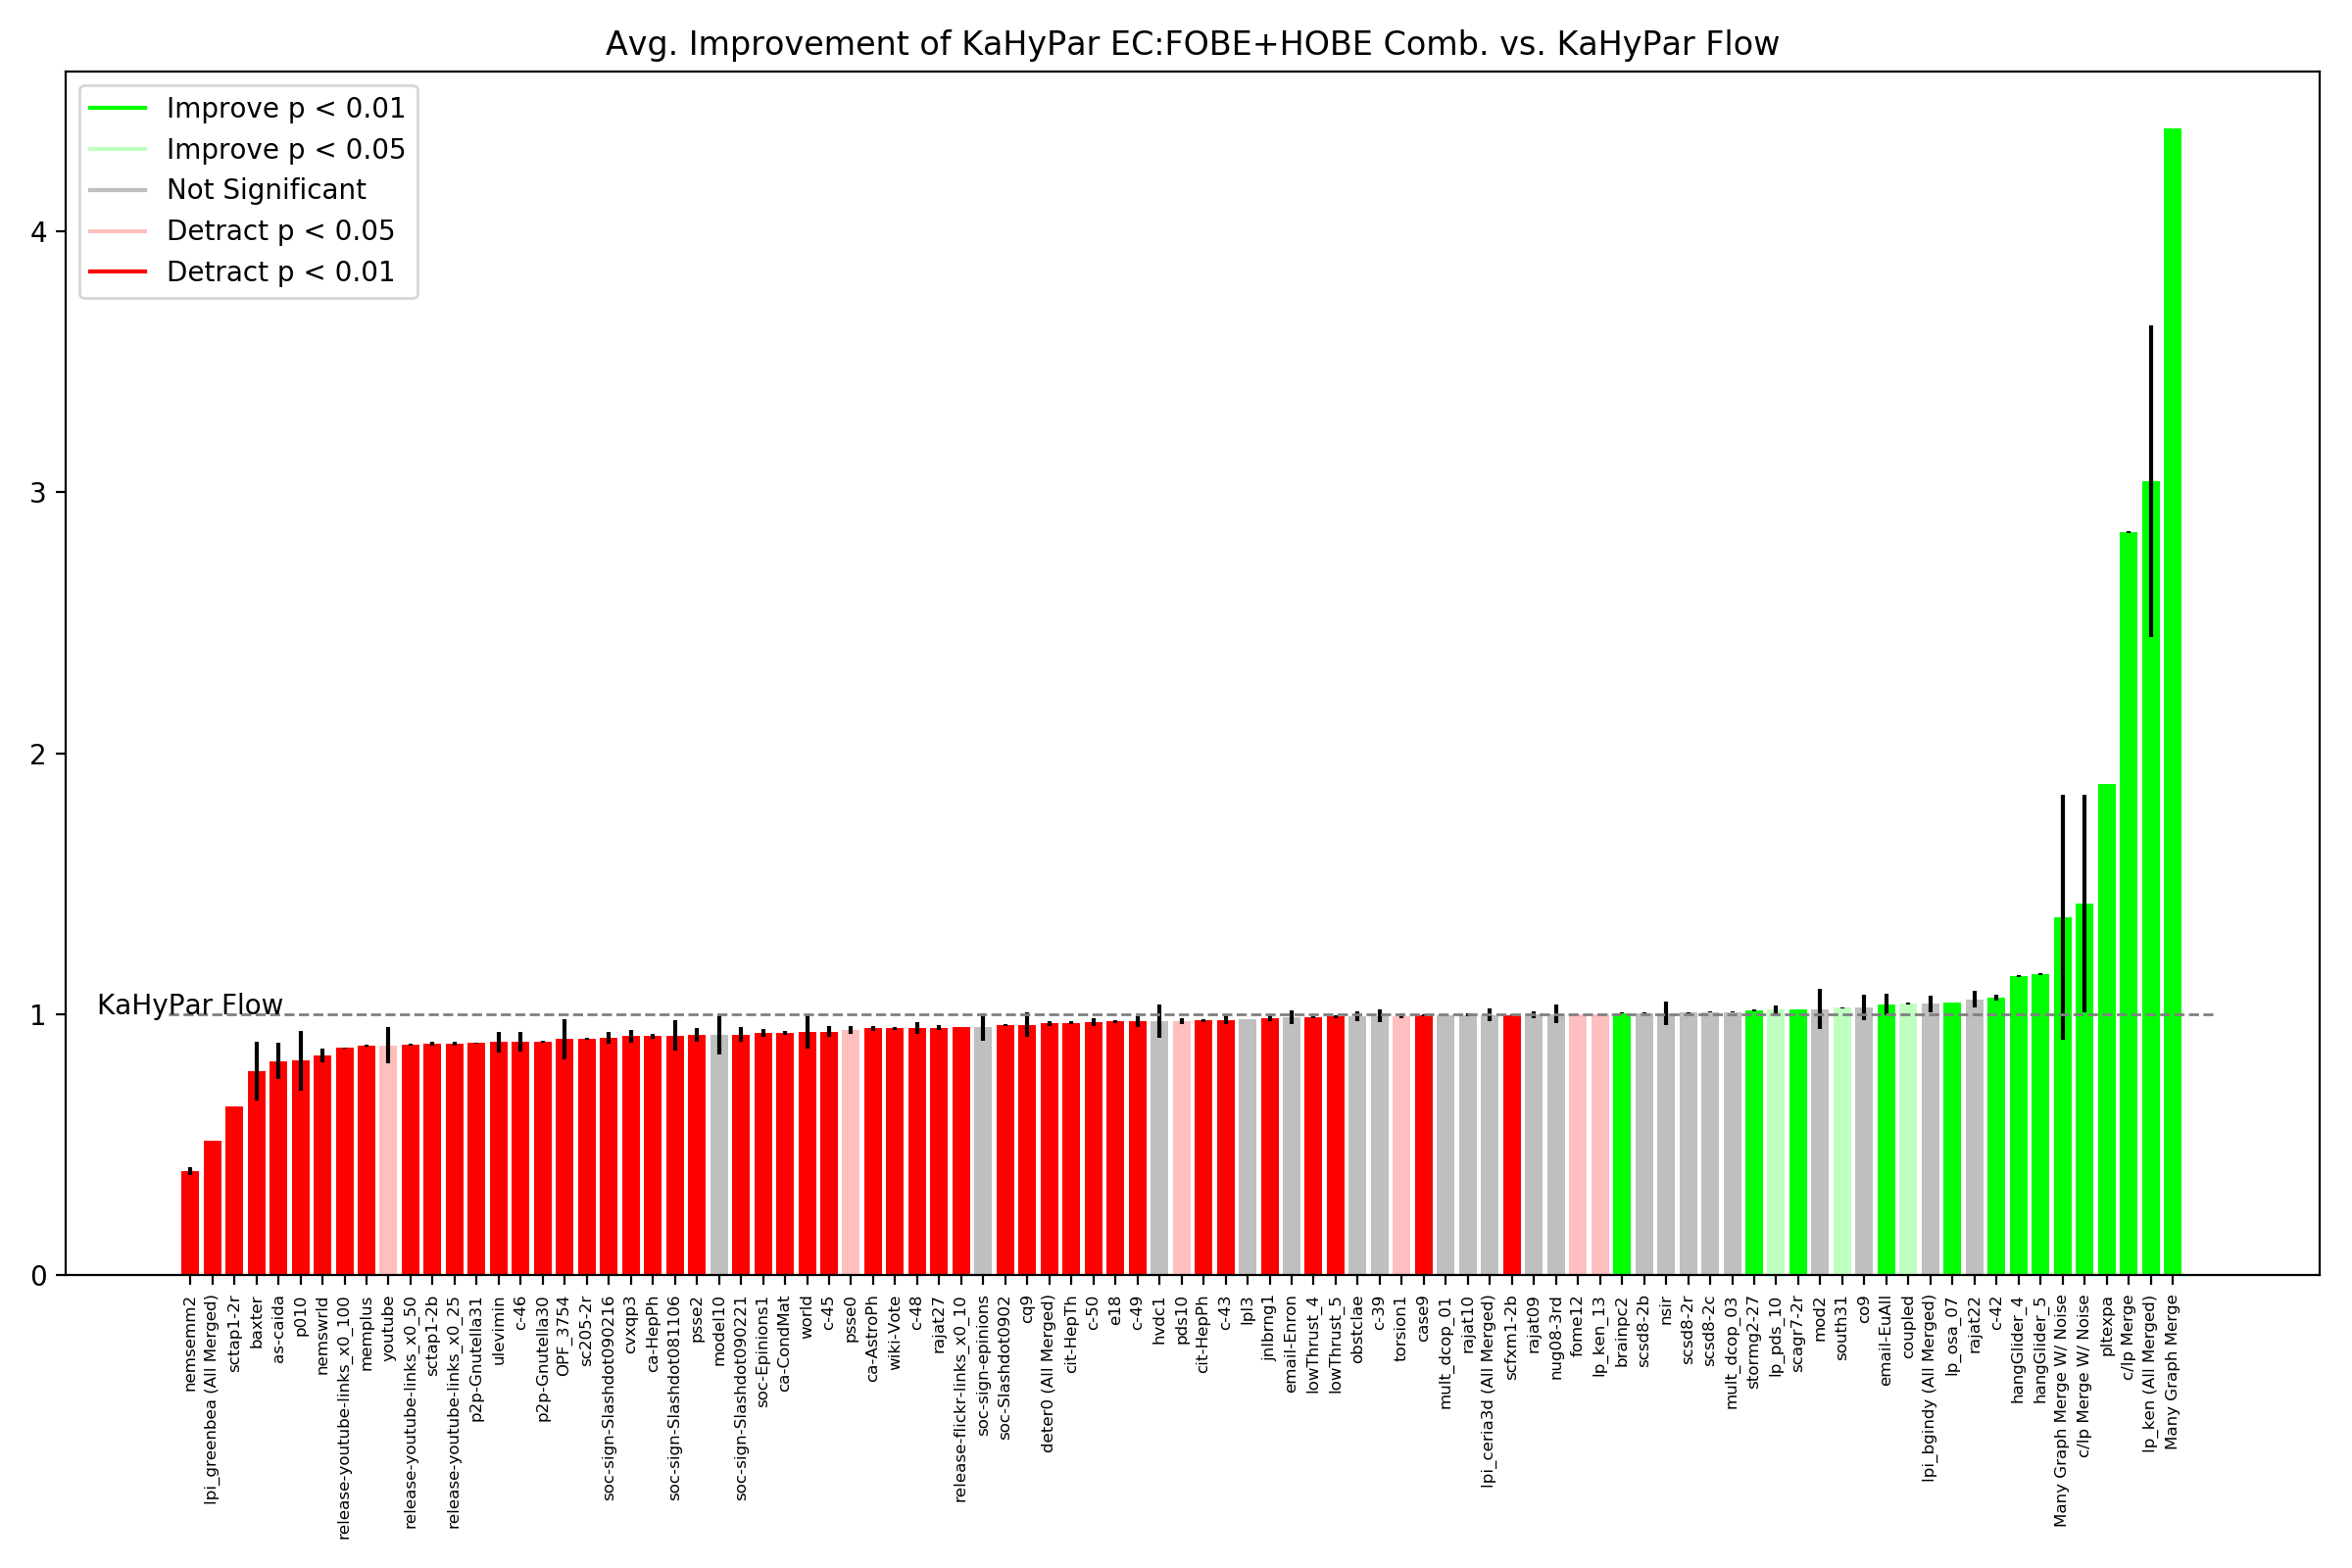 Avg. Improvement of KaHyPar EC:FOBE+HOBE Comb. vs. KaHyPar Flow
Improve p < 0.01
Improve p < 0.05
Not Significant
Detract p < 0.05
Detract p < 0.01
4
3
2
1
0
KaHyPar Flow
nemsemm2
lpi_greenbea (All Merged)
sctap1-2r
baxter
as-caida
p010
nemswrld
release-youtube-links_x0_100
memplus
youtube
release-youtube-links_x0_50
sctap1-2b
release-youtube-links_x0_25
p2p-Gnutella31
ulevimin
c-46
p2p-Gnutella30
OPF_3754
sc205-2r
soc-sign-Slashdot090216
cvxqp3
ca-HepPh
soc-sign-Slashdot081106
psse2
model10
soc-sign-Slashdot090221
soc-Epinions1
ca-CondMat
world
c-45
psse0
ca-AstroPh
wiki-Vote
c-48
rajat27
release-flickr-links_x0_10
soc-sign-epinions
soc-Slashdot0902
cq9
deter0 (All Merged)
cit-HepTh
c-50
e18
c-49
hvdc1
pds10
cit-HepPh
c-43
lpl3
jnlbrng1
email-Enron
lowThrust_4
lowThrust_5
obstclae
c-39
torsion1
case9
mult_dcop_01
rajat10
lpi_ceria3d (All Merged)
scfxm1-2b
rajat09
nug08-3rd
fome12
lp_ken_13
brainpc2
scsd8-2b
nsir
scsd8-2r
scsd8-2c
mult_dcop_03
stormg2-27
lp_pds_10
scagr7-2r
mod2
south31
co9
email-EuAll
coupled
lpi_bgindy (All Merged)
lp_osa_07
rajat22
c-42
hangGlider_4
hangGlider_5
Many Graph Merge W/ Noise
c/lp Merge W/ Noise
pltexpa
c/lp Merge
lp_ken (All Merged)
Many Graph Merge